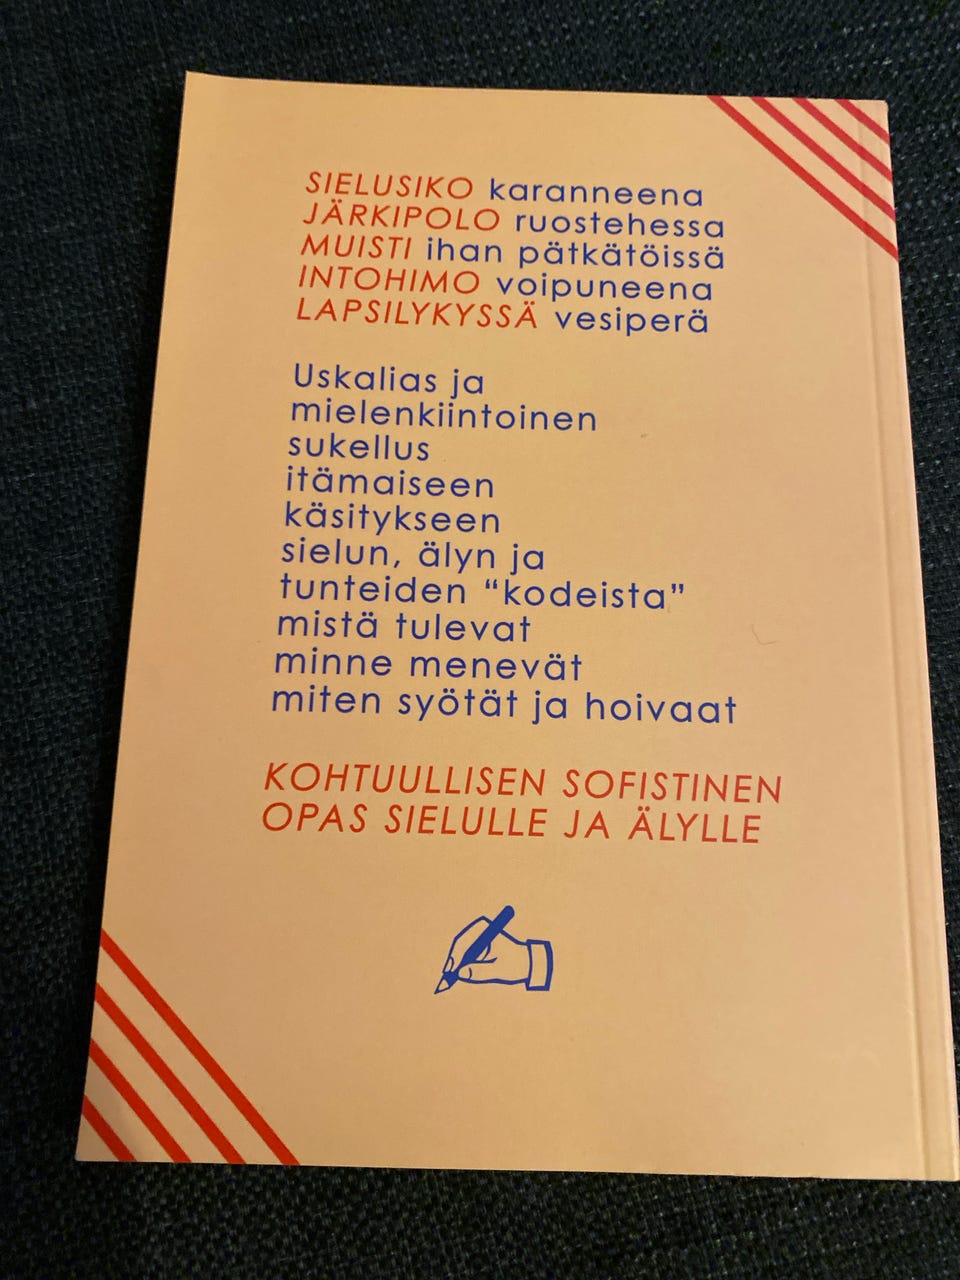 SIELUSIKO karanneena
JÄRKIPOLO ruostehessa
MUISTI ihan pätkätöissä
INTOHIMO voipuneena
LAPSILYKYSSÄ vesiperä
Uskalias ja
mielenkiintoinen
sukellus
itämaiseen
käsitykseen
sielun, älyn ja
tunteiden “kodeista”
mistä tulevat
minne menevät
miten syötät ja hoivaat
KOHTUULLISEN SOFISTINEN
OPAS SIELULLE JA ÄLYLLE